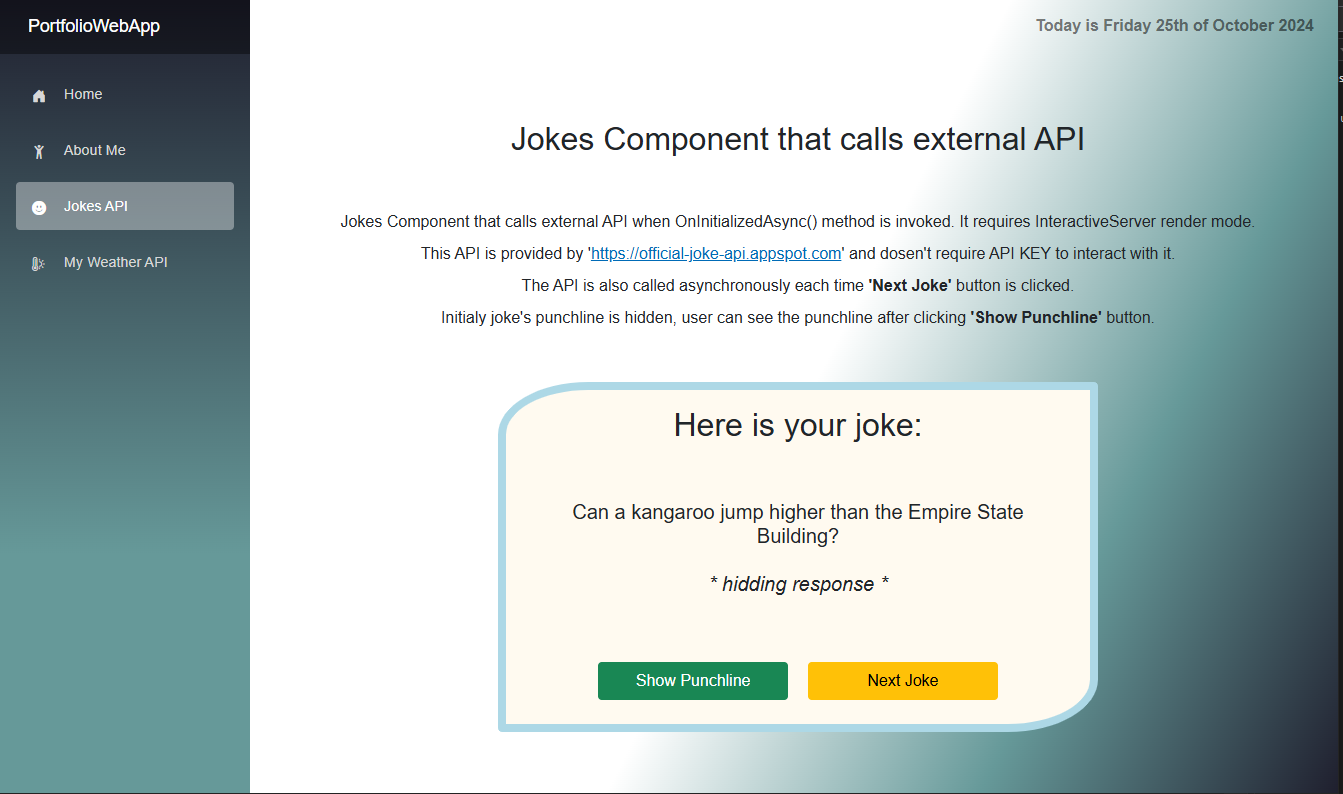 PortfolioWebApp
Today is Friday 25th of October 2024
Home
About Me
Jokes API
My Weather API
Jokes Component that calls external API
Jokes Component that calls external API when OnInitializedAsync() method is invoked. It requires InteractiveServer render mode.
This API is provided by 'https://official-joke-api.appspot.com' and dosen't require API KEY to interact with it.
The API is also called asynchronously each time 'Next Joke' button is clicked.
Initialy joke's punchline is hidden, user can see the punchline after clicking 'Show Punchline' button.
Here is your joke:
Can a kangaroo jump higher than the Empire State
Building?
* hidding response *
Show Punchline
Next Joke